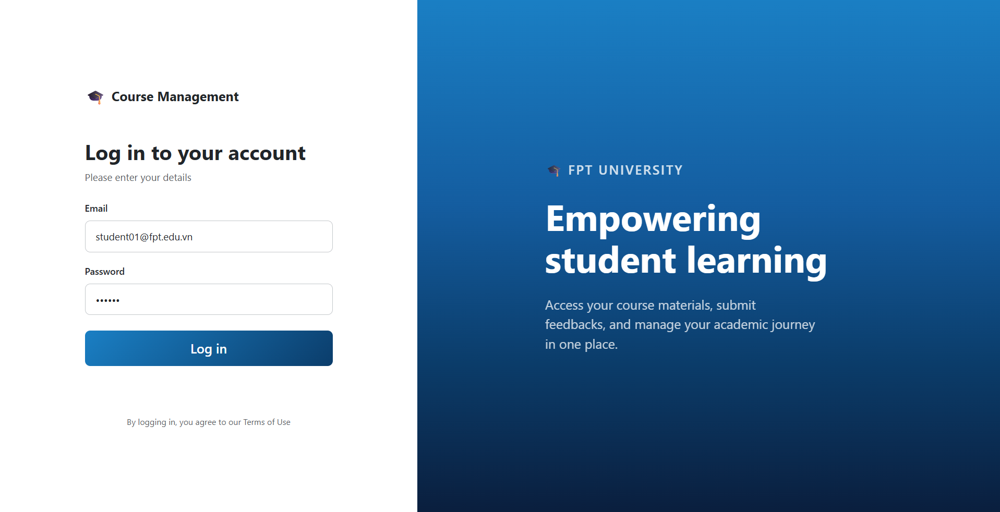 Course Management
Log in to your account
Please enter your details
Email
student01@fpt.edu.vn
Password
••••••
Log in
By logging in, you agree to our Terms of Use
FPT UNIVERSITY
Empowering
student learning
Access your course materials, submit
feedbacks, and manage your academic journey
in one place.